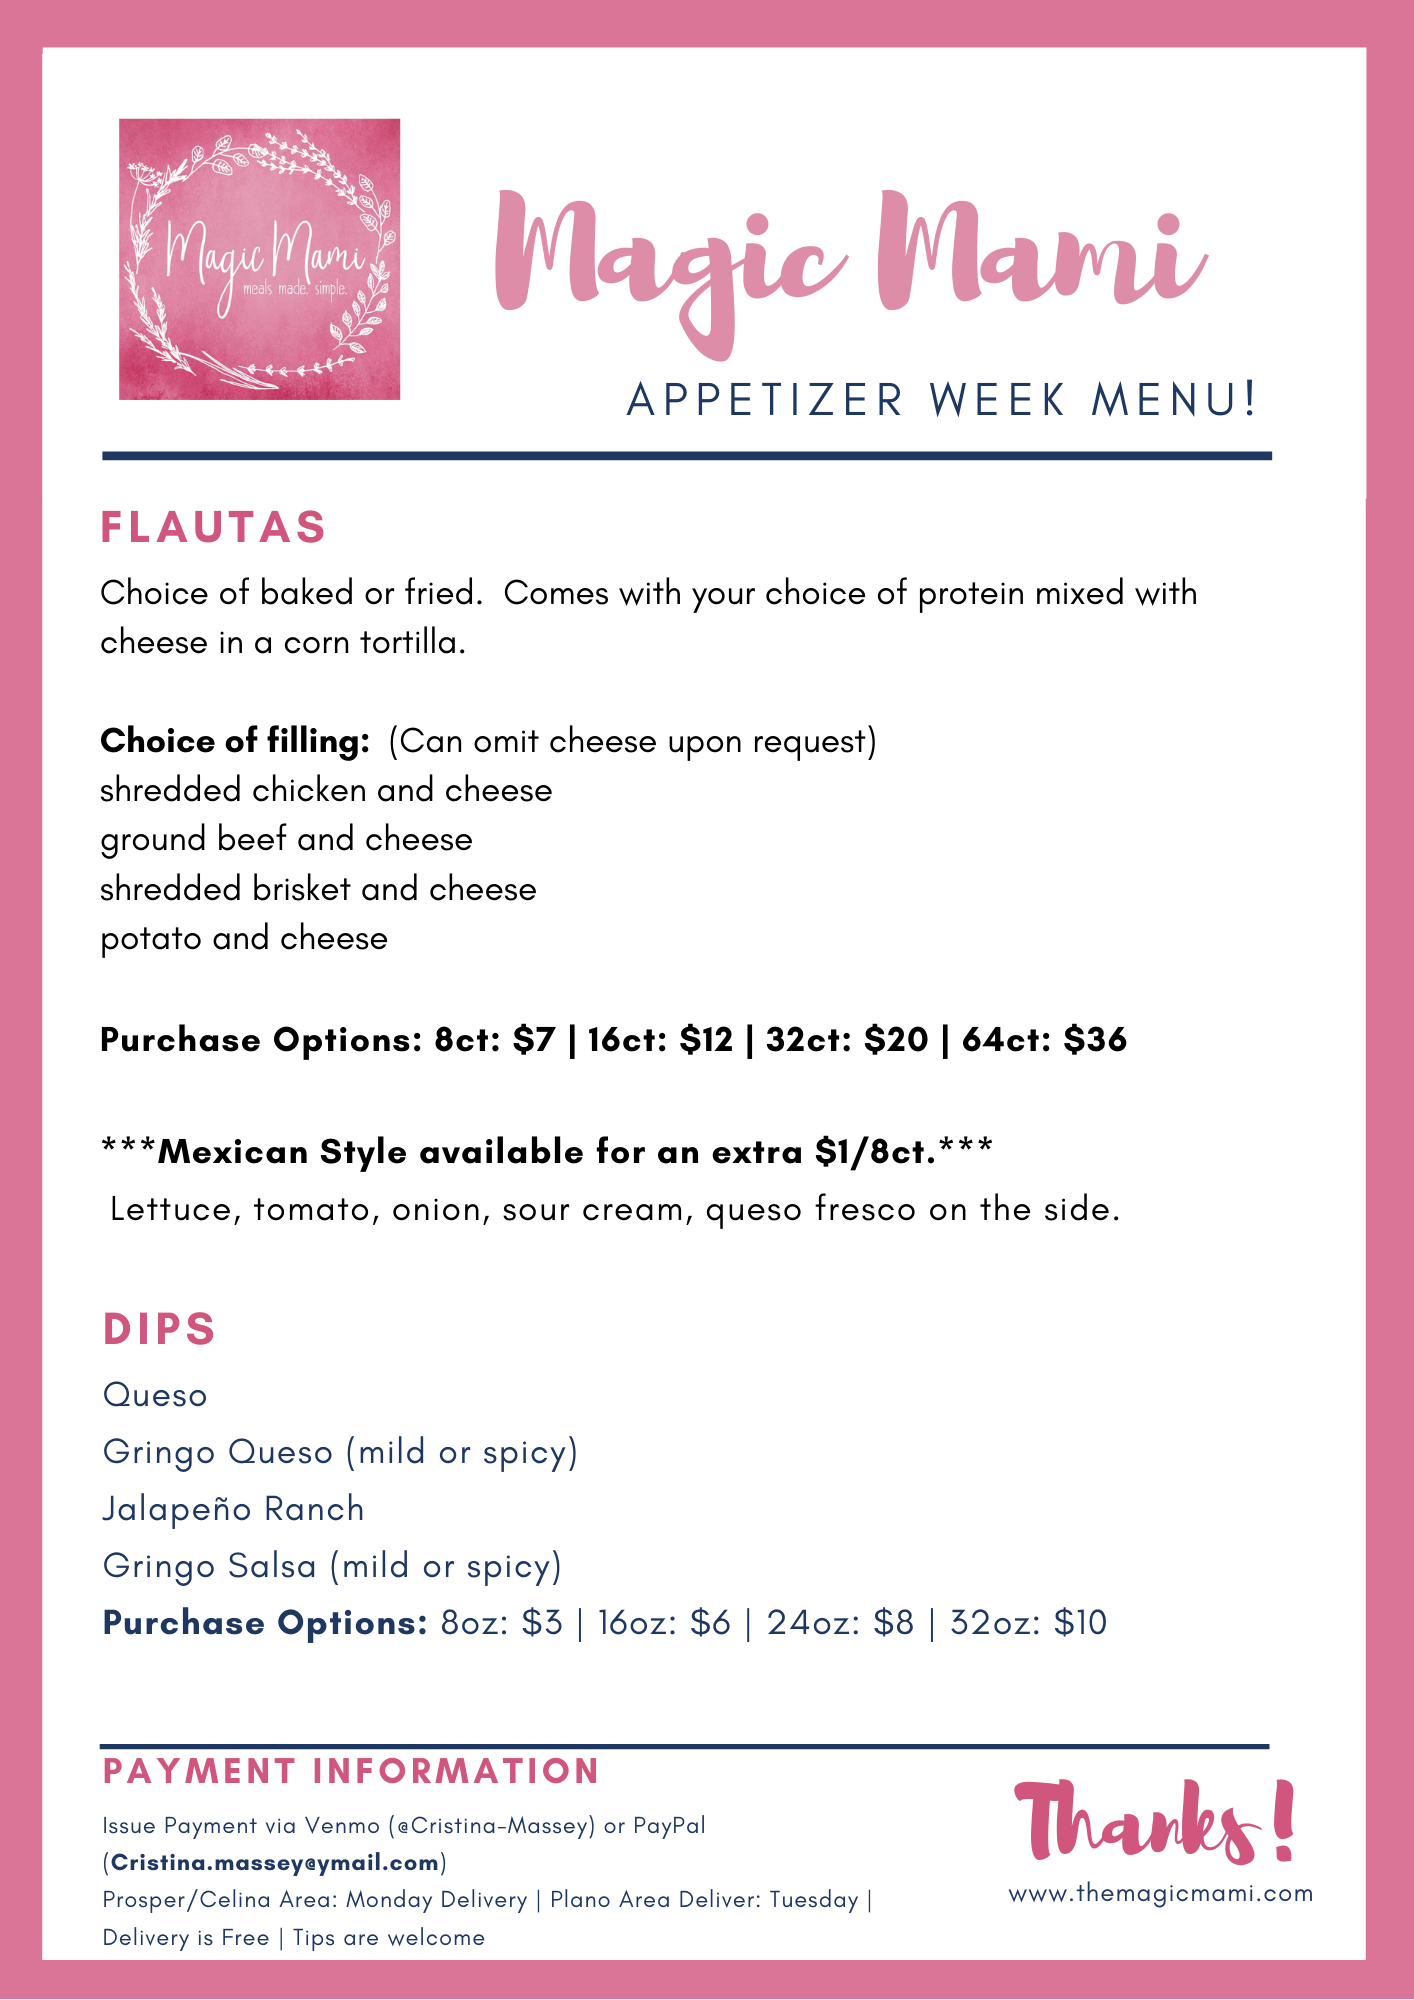 Magic Mami
meals made. simple.
Magic Mami
APPETIZER WEEK MENU!
FLAUTAS
Choice of baked or fried.  Comes with your choice of protein mixed with
cheese in a corn tortilla.
Choice of filling:  (Can omit cheese upon request)
shredded chicken and cheese
ground beef and cheese
shredded brisket and cheese
potato and cheese
Purchase Options: 8ct: $7 | 16ct: $12 | 32ct: $20 | 64ct: $36
***Mexican Style available for an extra $1/8ct.***
Lettuce, tomato, onion, sour cream, queso fresco on the side.
DIPS
Queso
Gringo Queso (mild or spicy)
Jalapeño Ranch
Gringo Salsa (mild or spicy)
Purchase Options: 8oz: $3 | 16oz: $6 | 24oz: $8 | 32oz: $10
PAYMENT INFORMATION
Issue Payment via Venmo (@Cristina-Massey) or PayPal
(Cristina.massey@ymail.com)
Prosper/Celina Area: Monday Delivery | Plano Area Deliver: Tuesday |
Delivery is Free | Tips are welcome
Thanks!
www.themagicmami.com